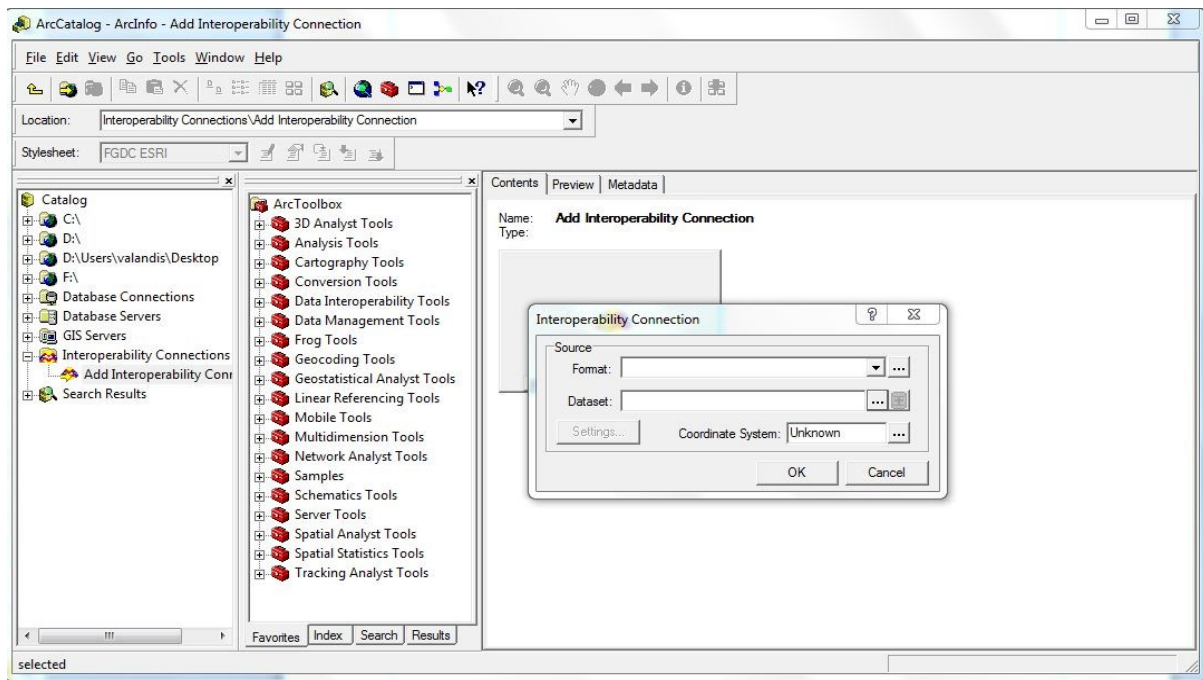 ArcCatalog - ArcInfo - Add Interoperability Connection
File Edit View Go Tools Window Help
Location: Interoperability Connections\Add Interoperability Connection
Stylesheet: FGDC ESRI
Catalog
C:\
D:\
D:\Users\valandis\Desktop
F:\
Database Connections
Database Servers
GIS Servers
Interoperability Connections
Add Interoperability Conr
Search Results
ArcToolbox
3D Analyst Tools
Analysis Tools
Cartography Tools
Conversion Tools
Data Interoperability Tools
Data Management Tools
Frog Tools
Geocoding Tools
Geostatistical Analyst Tools
Linear Referencing Tools
Mobile Tools
Multidimension Tools
Network Analyst Tools
Samples
Schematics Tools
Server Tools
Spatial Analyst Tools
Spatial Statistics Tools
Tracking Analyst Tools
Favorites Index Search Results
Contents Preview Metadata
Name: Add Interoperability Connection
Type:
Interoperability Connection
Source
Format:
Dataset:
Settings... Coordinate System: Unknown
OK Cancel
selected